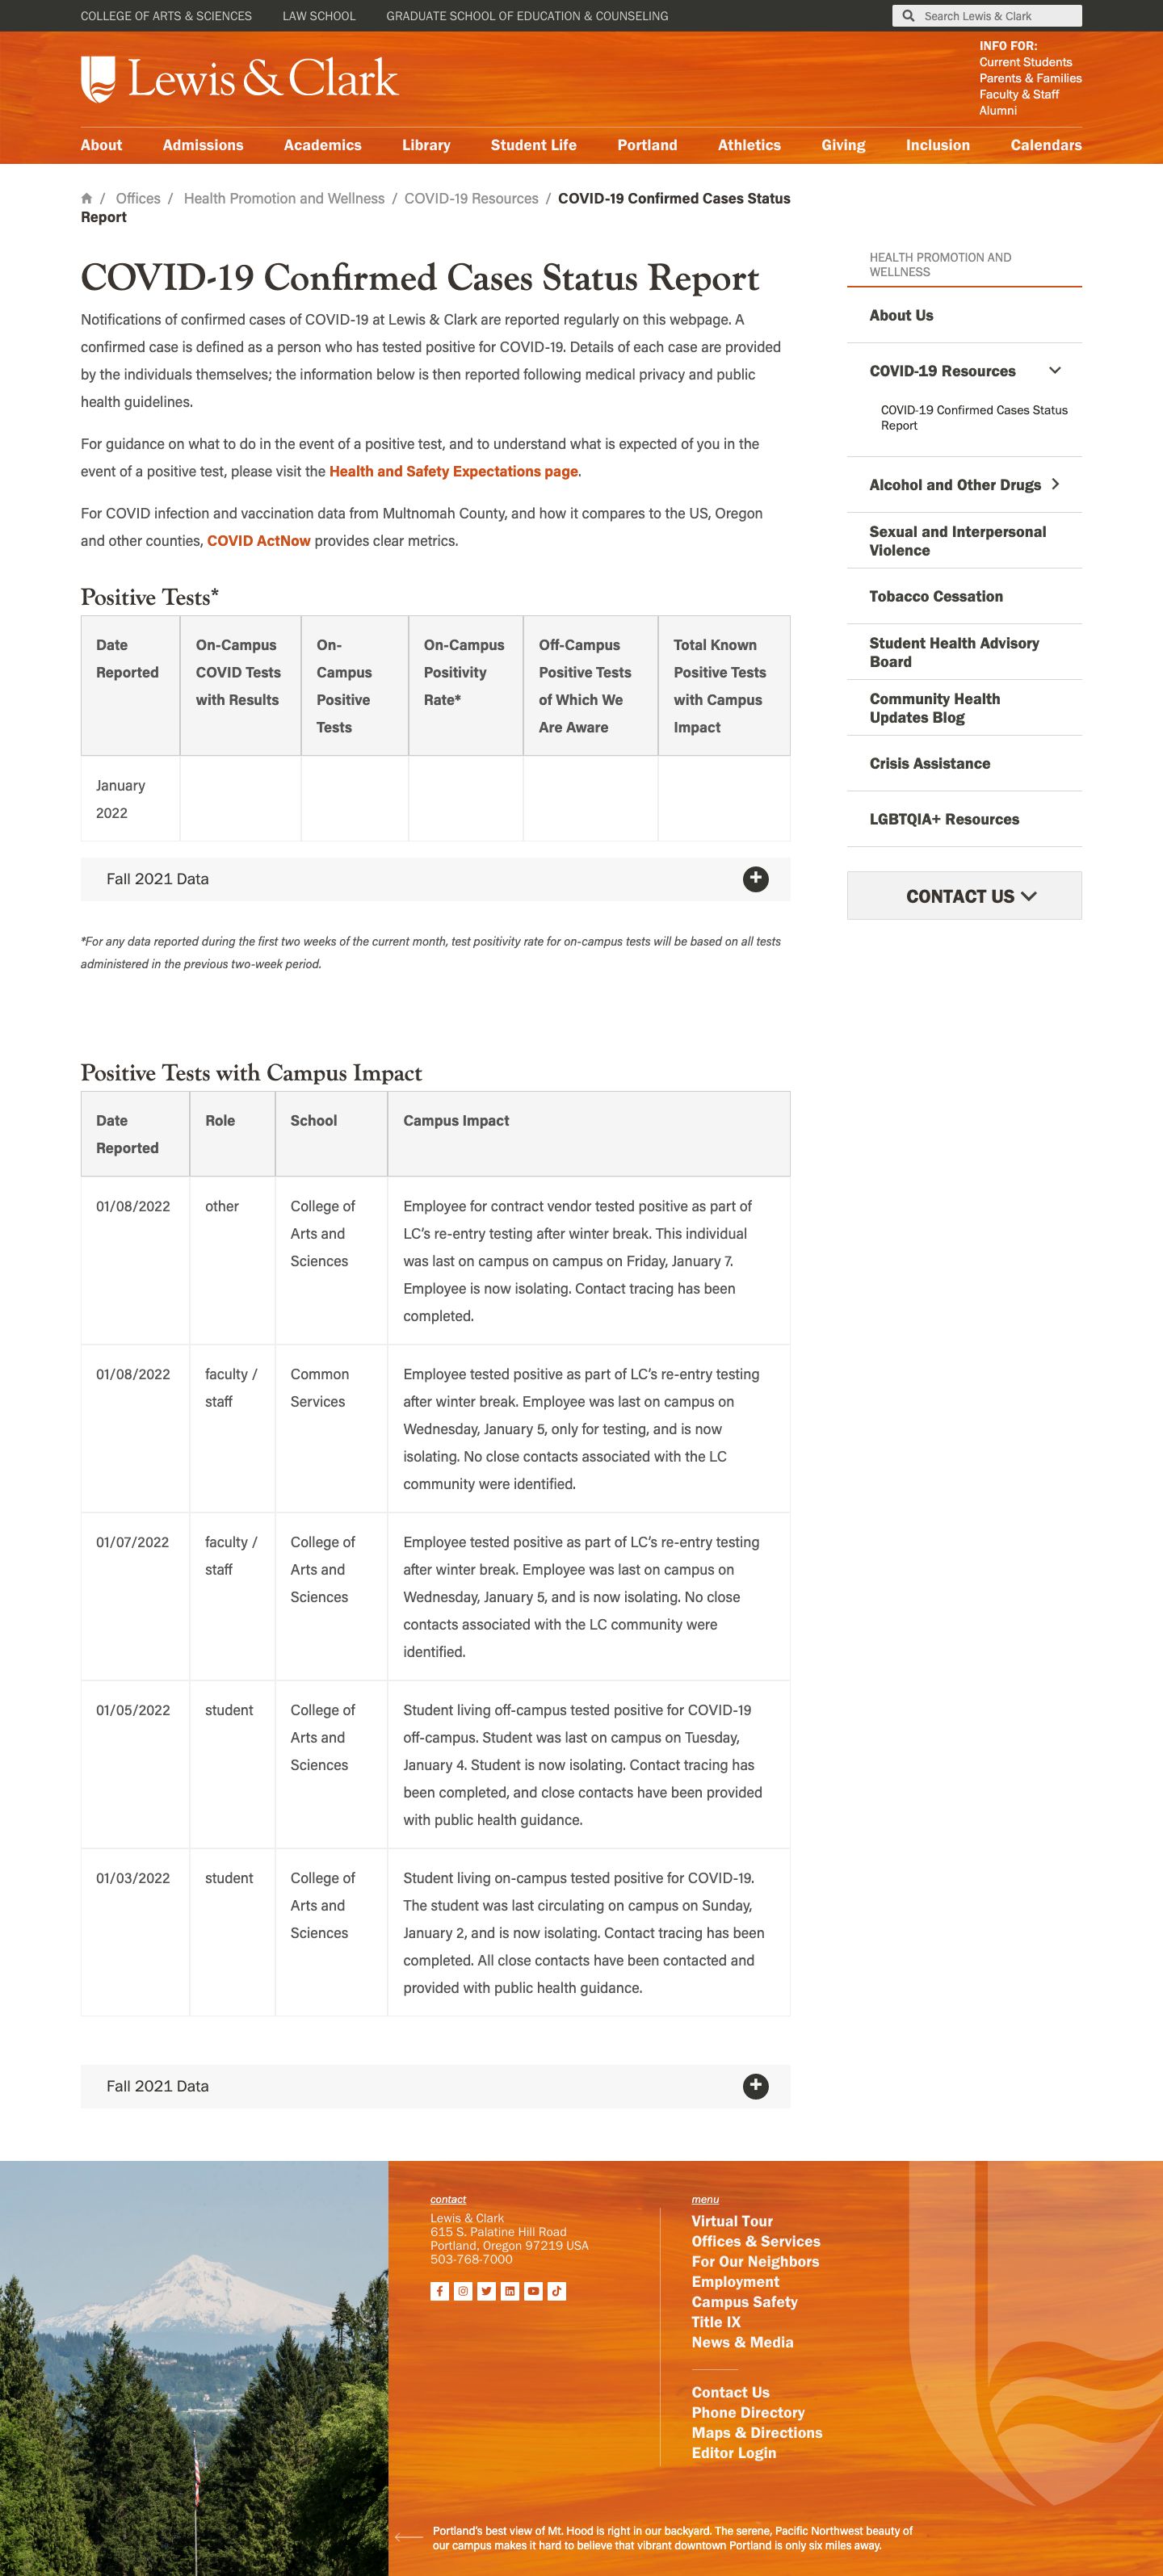 COLLEGE OF ARTS & SCIENCES LAW SCHOOL GRADUATE SCHOOL OF EDUCATION & COUNSELING
Search Lewis & Clark
Lewis & Clark
INFO FOR:
Current Students
Parents & Families
Faculty & Staff
Alumni
About Admissions Academics Library Student Life Portland Athletics Giving Inclusion Calendars
/ Offices / Health Promotion and Wellness / COVID-19 Resources / COVID-19 Confirmed Cases Status
Report
COVID-19 Confirmed Cases Status Report
Notifications of confirmed cases of COVID-19 at Lewis & Clark are reported regularly on this webpage. A
confirmed case is defined as a person who has tested positive for COVID-19. Details of each case are provided
by the individuals themselves; the information below is then reported following medical privacy and public
health guidelines.
For guidance on what to do in the event of a positive test, and to understand what is expected of you in the
event of a positive test, please visit the Health and Safety Expectations page.
For COVID infection and vaccination data from Multnomah County, and how it compares to the US, Oregon
and other counties, COVID ActNow provides clear metrics.
Positive Tests*
Date
Reported
On-Campus
COVID Tests
with Results
On-
Campus
Positive
Tests
On-Campus
Positivity
Rate*
Off-Campus
Positive Tests
of Which We
Are Aware
Total Known
Positive Tests
with Campus
Impact
January
2022
Fall 2021 Data
*For any data reported during the first two weeks of the current month, test positivity rate for on-campus tests will be based on all tests
administered in the previous two-week period.
Positive Tests with Campus Impact
Date
Reported
Role
School
Campus Impact
01/08/2022
other
College of
Arts and
Sciences
Employee for contract vendor tested positive as part of
LC's re-entry testing after winter break. This individual
was last on campus on campus on Friday, January 7.
Employee is now isolating. Contact tracing has been
completed.
01/08/2022
faculty /
staff
Common
Services
Employee tested positive as part of LC's re-entry testing
after winter break. Employee was last on campus on
Wednesday, January 5, only for testing, and is now
isolating. No close contacts associated with the LC
community were identified.
01/07/2022
faculty /
staff
College of
Arts and
Sciences
Employee tested positive as part of LC's re-entry testing
after winter break. Employee was last on campus on
Wednesday, January 5, and is now isolating. No close
contacts associated with the LC community were
identified.
01/05/2022
student
College of
Arts and
Sciences
Student living off-campus tested positive for COVID-19
off-campus. Student was last on campus on Tuesday,
January 4. Student is now isolating. Contact tracing has
been completed, and close contacts have been provided
with public health guidance.
01/03/2022
student
College of
Arts and
Sciences
Student living on-campus tested positive for COVID-19.
The student was last circulating on campus on Sunday,
January 2, and is now isolating. Contact tracing has been
completed. All close contacts have been contacted and
provided with public health guidance.
Fall 2021 Data
HEALTH PROMOTION AND
WELLNESS
About Us
COVID-19 Resources
COVID-19 Confirmed Cases Status
Report
Alcohol and Other Drugs
Sexual and Interpersonal
Violence
Tobacco Cessation
Student Health Advisory
Board
Community Health
Updates Blog
Crisis Assistance
LGBTQIA+ Resources
CONTACT US
contact
Lewis & Clark
615 S. Palatine Hill Road
Portland, Oregon 97219 USA
503-768-7000
menu
Virtual Tour
Offices & Services
For Our Neighbors
Employment
Campus Safety
Title IX
News & Media
Contact Us
Phone Directory
Maps & Directions
Editor Login
Portland's best view of Mt. Hood is right in our backyard. The serene, Pacific Northwest beauty of
our campus makes it hard to believe that vibrant downtown Portland is only six miles away.